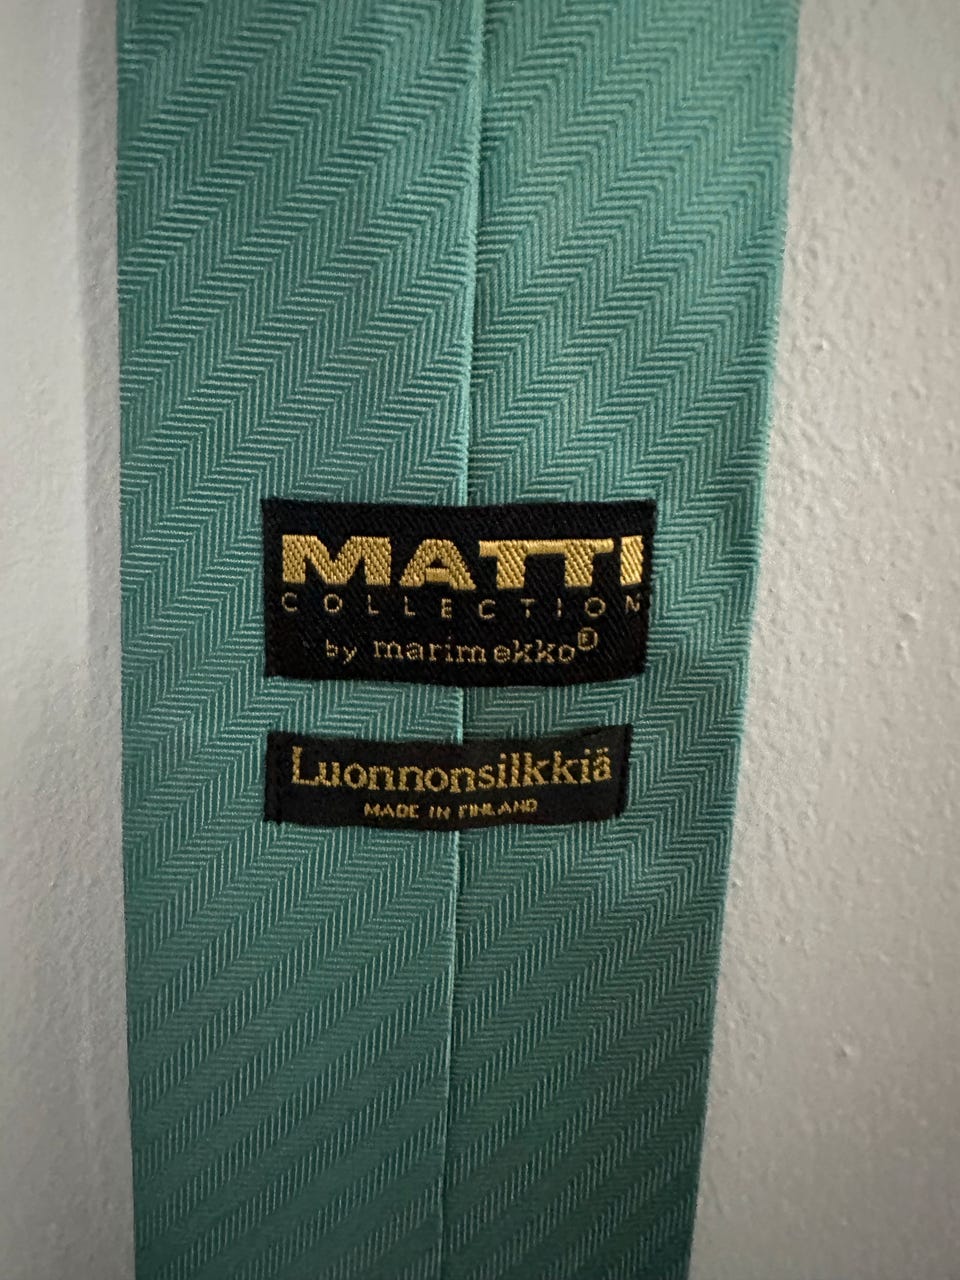 MATTI
COLLECTION
by marimekko®
Luonnonsilkkiä
MADE IN FINLAND